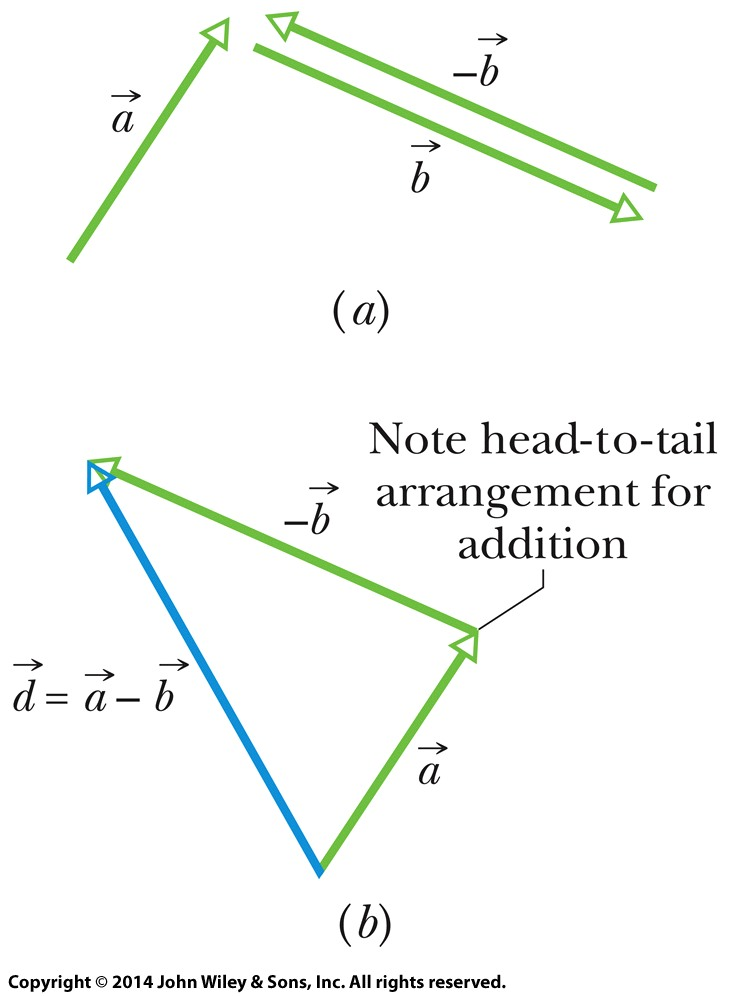 a⃗
−b⃗
b⃗
(a)
Note head-to-tail
arrangement for
addition
−b⃗
d⃗ = a⃗ − b⃗
a⃗
(b)
Copyright © 2014 John Wiley & Sons, Inc. All rights reserved.